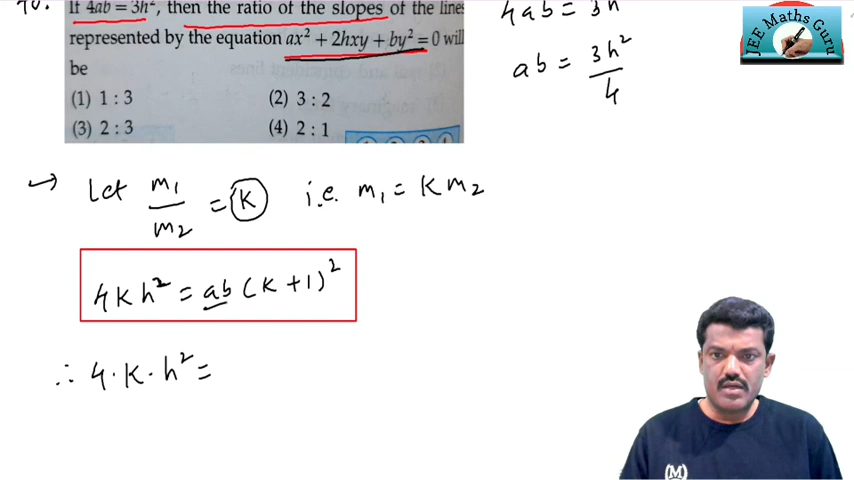 If 4ab = 3h², then the ratio of the slopes of the lines
represented by the equation ax² + 2hxy + by² = 0 will
be
(1) 1 : 3 (2) 3 : 2
(3) 2 : 3 (4) 2 : 1
4ab = 3h
ab = 3h²/4
JEE Maths Guru
→ Let m₁/m₂ = K i.e. m₁ = K m₂
4Kh² = ab(K+1)²
∴ 4·K·h² =
(M)